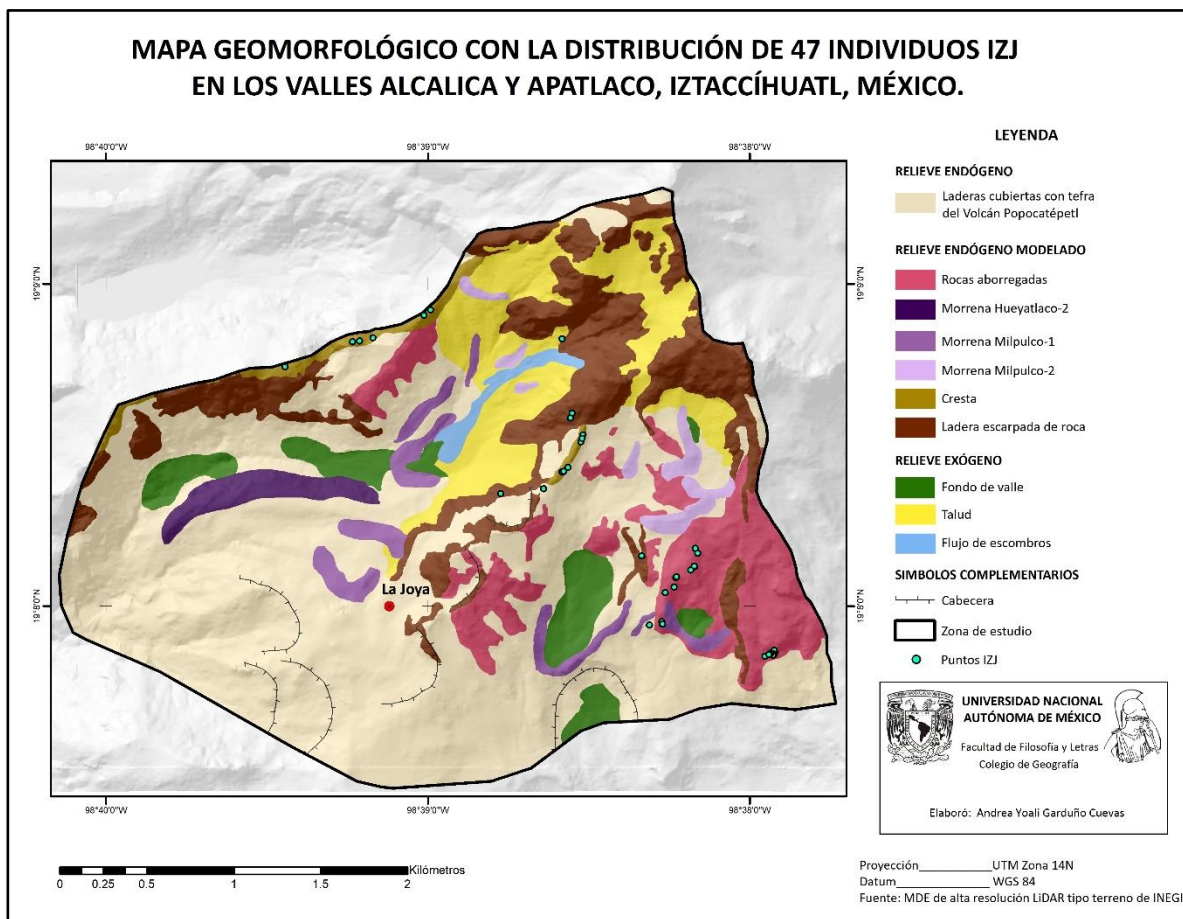 MAPA GEOMORFOLÓGICO CON LA DISTRIBUCIÓN DE 47 INDIVIDUOS IZJ
EN LOS VALLES ALCALICA Y APATLACO, IZTACCÍHUATL, MÉXICO.
98°40'0"W
98°39'0"W
98°38'0"W
19°9'0"N
19°9'0"N
19°8'0"N
19°8'0"N
La Joya
98°40'0"W
98°39'0"W
98°38'0"W
LEYENDA
RELIEVE ENDÓGENO
Laderas cubiertas con tefra
del Volcán Popocatépetl
RELIEVE ENDÓGENO MODELADO
Rocas aborregadas
Morrena Hueyatlaco-2
Morrena Milpulco-1
Morrena Milpulco-2
Cresta
Ladera escarpada de roca
RELIEVE EXÓGENO
Fondo de valle
Talud
Flujo de escombros
SIMBOLOS COMPLEMENTARIOS
Cabecera
Zona de estudio
Puntos IZJ
UNIVERSIDAD NACIONAL
AUTÓNOMA DE MÉXICO
Facultad de Filosofía y Letras
Colegio de Geografía
Elaboró: Andrea Yoali Garduño Cuevas
Kilómetros
0 0.25 0.5 1 1.5 2
Proyección____________UTM Zona 14N
Datum________________ WGS 84
Fuente: MDE de alta resolución LiDAR tipo terreno de INEGI